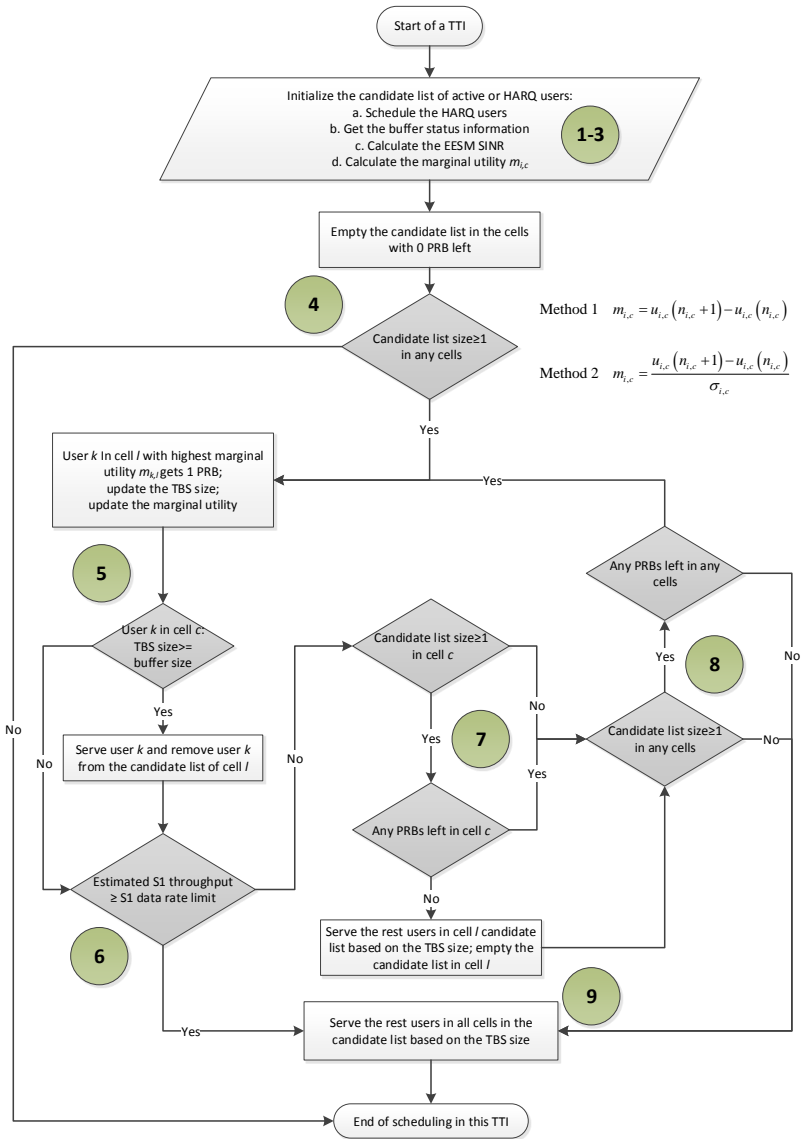 Start of a TTI
Initialize the candidate list of active or HARQ users:
a. Schedule the HARQ users
b. Get the buffer status information
c. Calculate the EESM SINR
d. Calculate the marginal utility m_{i,c}
1-3
Empty the candidate list in the cells
with 0 PRB left
4
Candidate list size≥1
in any cells
Method 1 m_{i,c} = u_{i,c}(n_{i,c}+1) − u_{i,c}(n_{i,c})
Method 2 m_{i,c} = \frac{u_{i,c}(n_{i,c}+1) − u_{i,c}(n_{i,c})}{σ_{i,c}}
Yes
User k In cell l with highest marginal
utility m_{k,l} gets 1 PRB;
update the TBS size;
update the marginal utility
Yes
5
Any PRBs left in any
cells
User k in cell c:
TBS size>=
buffer size
Candidate list size≥1
in cell c
Yes
8
No
Yes
No
No
Serve user k and remove user k
from the candidate list of cell l
No
No
Yes
7
Yes
Candidate list size≥1
in any cells
No
Any PRBs left in cell c
Estimated S1 throughput
≥ S1 data rate limit
No
6
Serve the rest users in cell l candidate
list based on the TBS size; empty the
candidate list in cell l
9
Yes
Serve the rest users in all cells in the
candidate list based on the TBS size
End of scheduling in this TTI